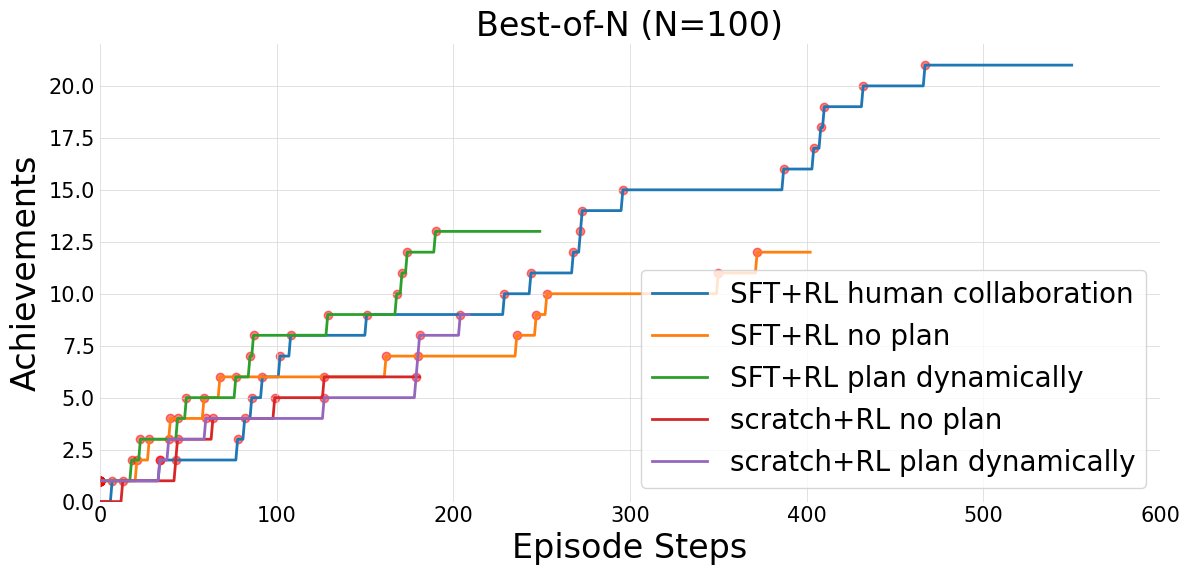 Best-of-N (N=100)
Achievements
20.0
17.5
15.0
12.5
10.0
7.5
5.0
2.5
0.0
SFT+RL human collaboration
SFT+RL no plan
SFT+RL plan dynamically
scratch+RL no plan
scratch+RL plan dynamically
0 100 200 300 400 500 600
Episode Steps